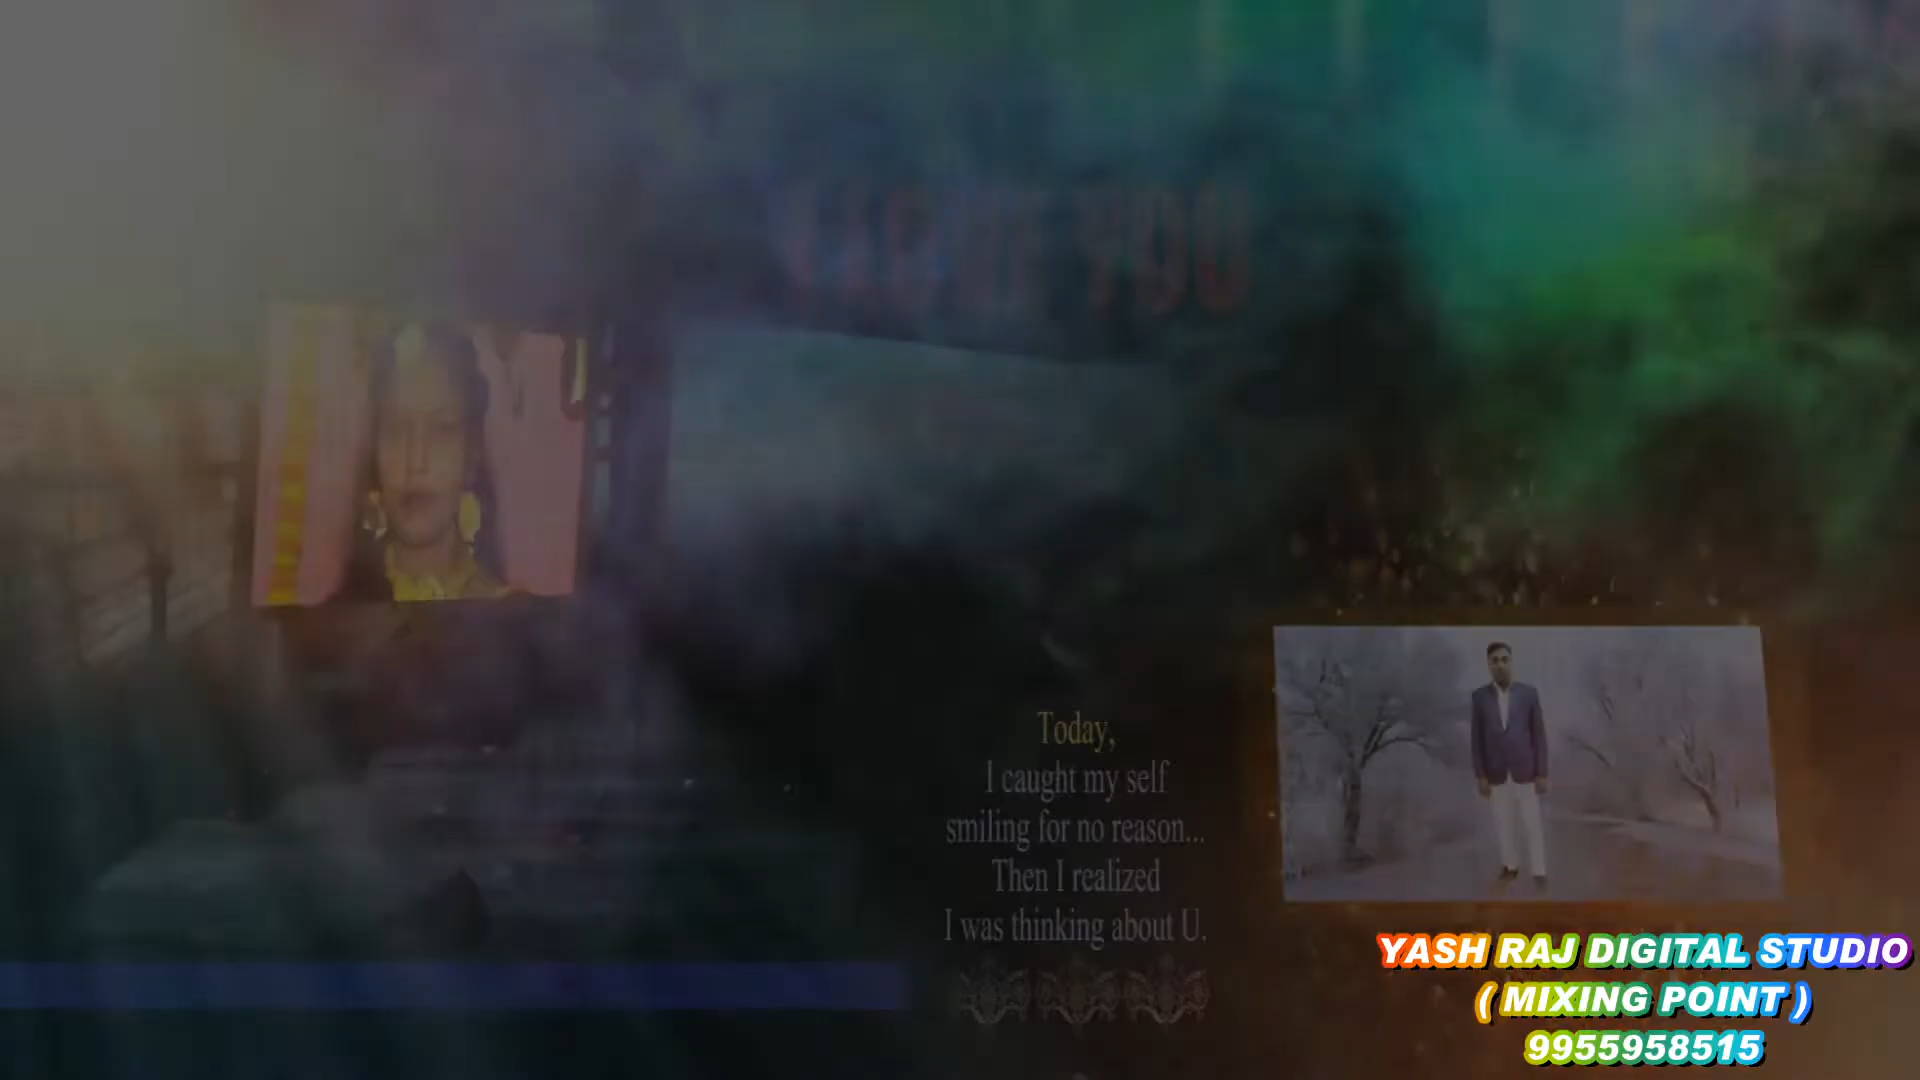 YOU
Today,
I caught my self
smiling for no reason...
Then I realized
I was thinking about U.
YASH RAJ DIGITAL STUDIO
( MIXING POINT )
9955958515